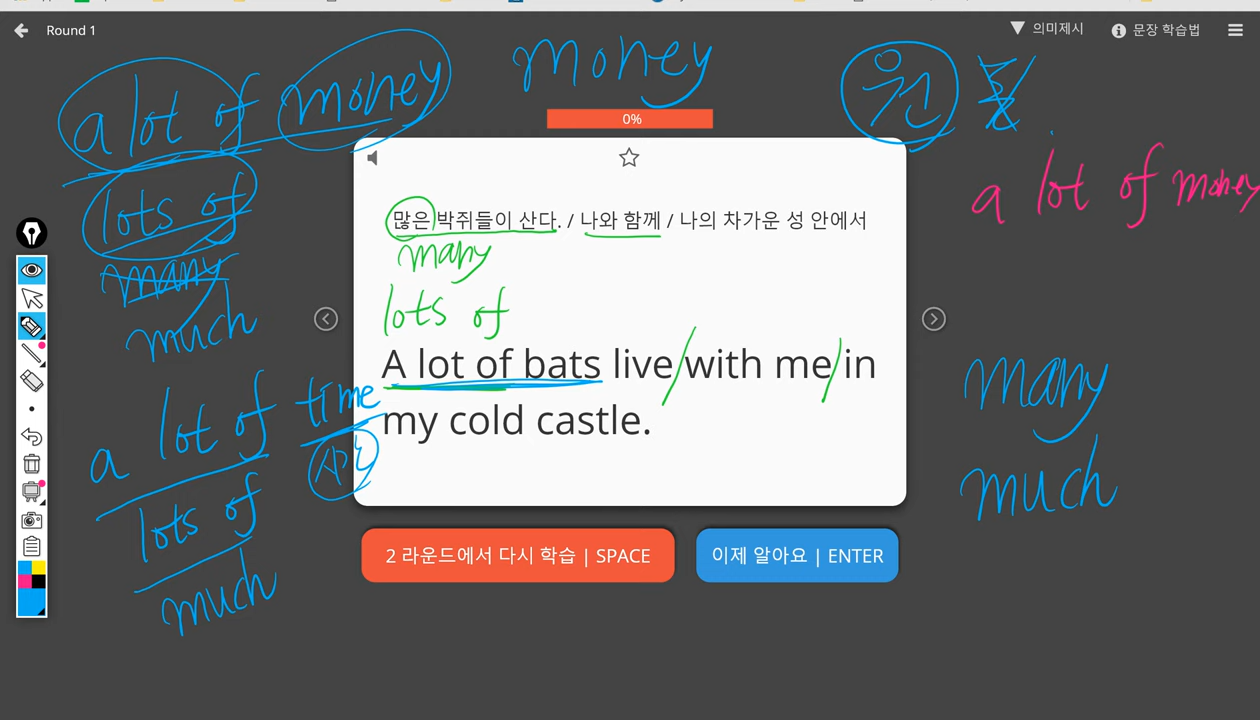 Round 1
의미제시
문장 학습법
money
a lot of money
원
0%
a lot of money
lots of
many
much
많은 박쥐들이 산다. / 나와 함께 / 나의 차가운 성 안에서
many
lots of
A lot of bats live/with me/in
my cold castle.
a lot of time
시간
lots of
much
many
much
2 라운드에서 다시 학습 | SPACE
이제 알아요 | ENTER